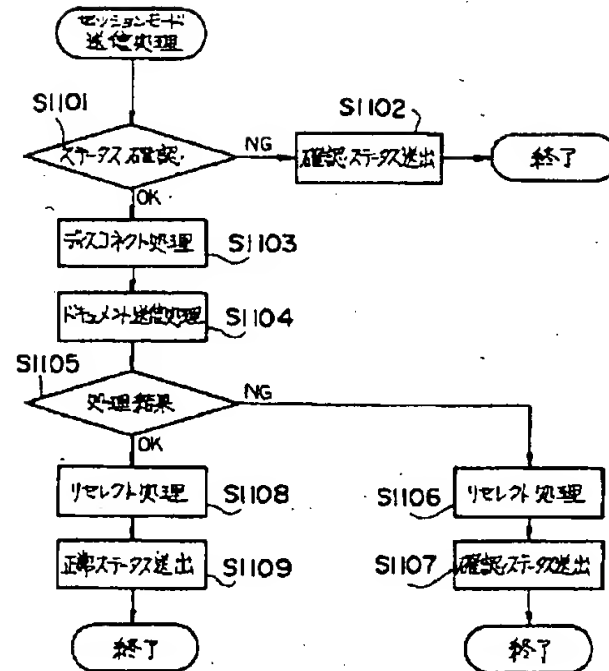 セッションモード
送信処理
S1101
ステータス確認
NG
S1102
確認ステータス送出
終了
OK
ディスコネクト処理
S1103
ドキュメント送信処理
S1104
S1105
処理結果
NG
OK
リセレクト処理
S1108
S1106
リセレクト処理
正常ステータス送出
S1109
S1107
確認ステータス送出
終了
終了